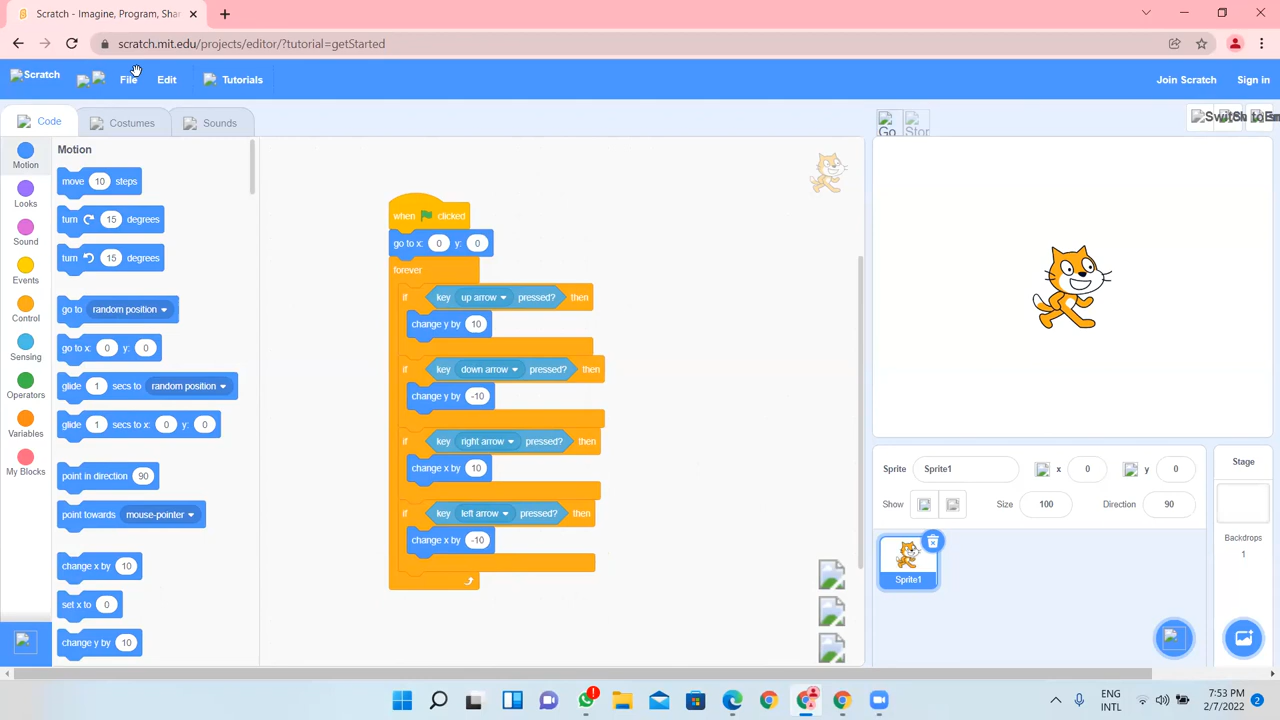 Scratch - Imagine, Program, Shar
scratch.mit.edu/projects/editor/?tutorial=getStarted
Scratch File Edit Tutorials Join Scratch Sign in
Code Costumes Sounds
Go Stop
Motion
Looks
Sound
Events
Control
Sensing
Operators
Variables
My Blocks
Motion
move 10 steps
turn 15 degrees
turn 15 degrees
go to random position
go to x: 0 y: 0
glide 1 secs to random position
glide 1 secs to x: 0 y: 0
point in direction 90
point towards mouse-pointer
change x by 10
set x to 0
change y by 10
when clicked
go to x: 0 y: 0
forever
if key up arrow pressed? then
change y by 10
if key down arrow pressed? then
change y by -10
if key right arrow pressed? then
change x by 10
if key left arrow pressed? then
change x by -10
Sprite Sprite1 x 0 y 0
Show Size 100 Direction 90
Sprite1
Stage
Backdrops
1
ENG
INTL
7:53 PM
2/7/2022
2